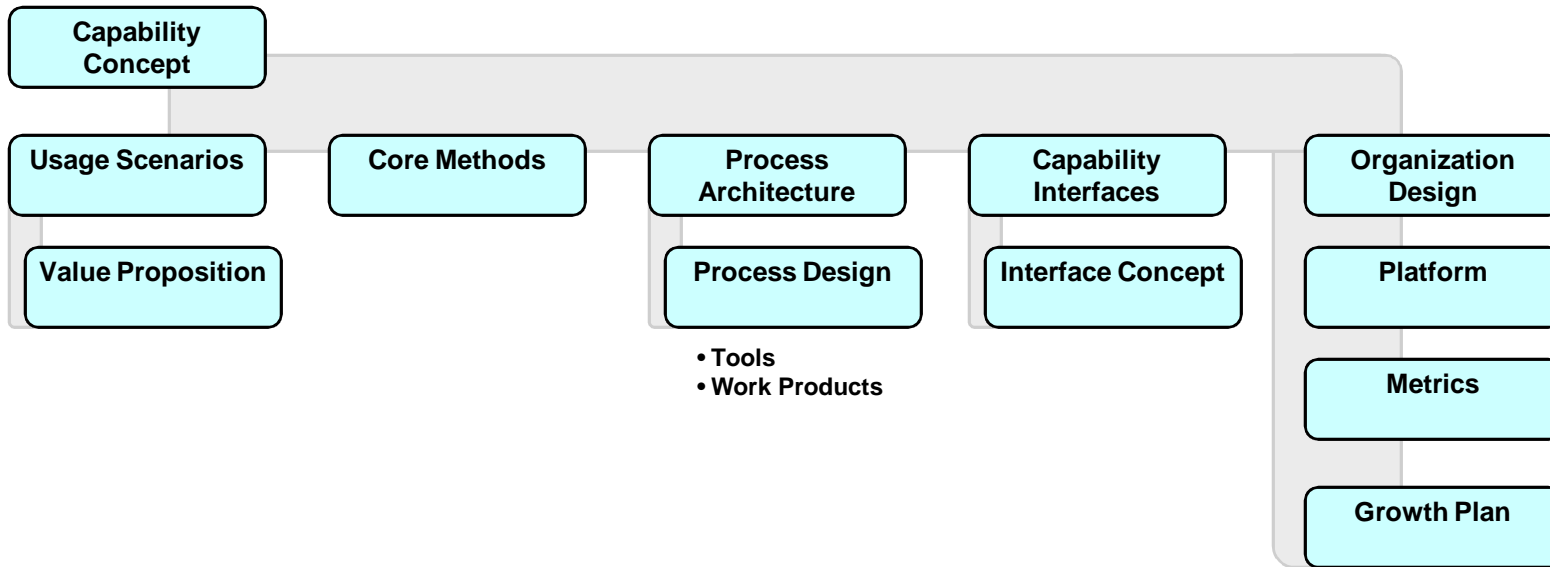 Capability
Concept
Usage Scenarios
Core Methods
Process
Architecture
Capability
Interfaces
Organization
Design
Value Proposition
Process Design
Interface Concept
Platform
• Tools
• Work Products
Metrics
Growth Plan